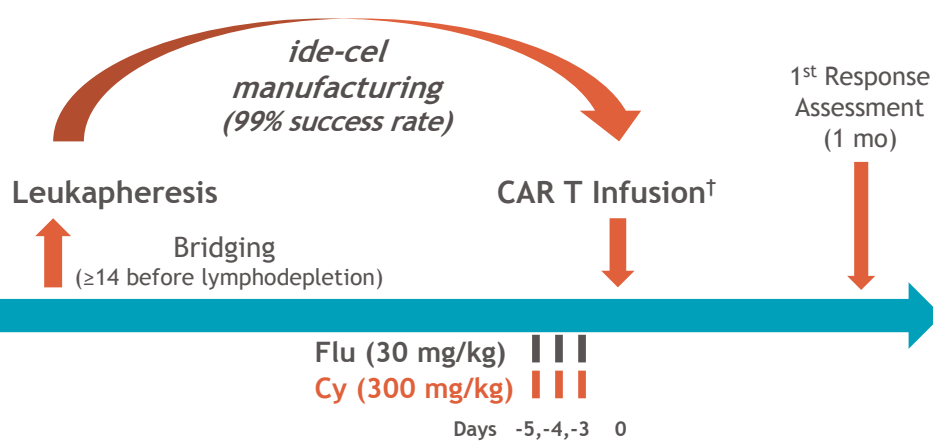 ide-cel
manufacturing
(99% success rate)
1st Response
Assessment
(1 mo)
Leukapheresis
CAR T Infusion†
Bridging
(≥14 before lymphodepletion)
Flu (30 mg/kg)
Cy (300 mg/kg)
Days -5,-4,-3 0